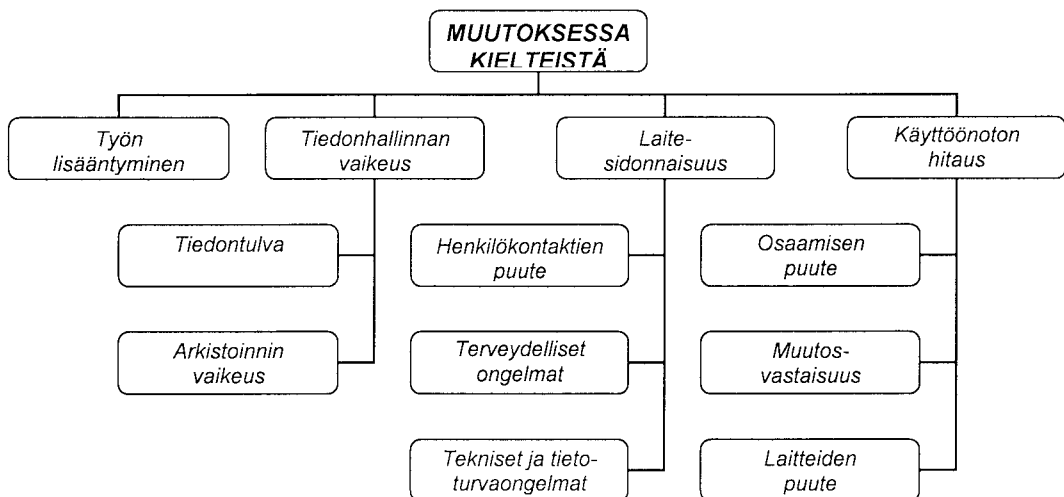 MUUTOKSESSA
KIELTEISTÄ
Työn
lisääntyminen
Tiedonhallinnan
vaikeus
Laite-
sidonnaisuus
Käyttöönoton
hitaus
Tiedontulva
Henkilökontaktien
puute
Osaamisen
puute
Arkistoinnin
vaikeus
Terveydelliset
ongelmat
Muutos-
vastaisuus
Tekniset ja tieto-
turvaongelmat
Laitteiden
puute